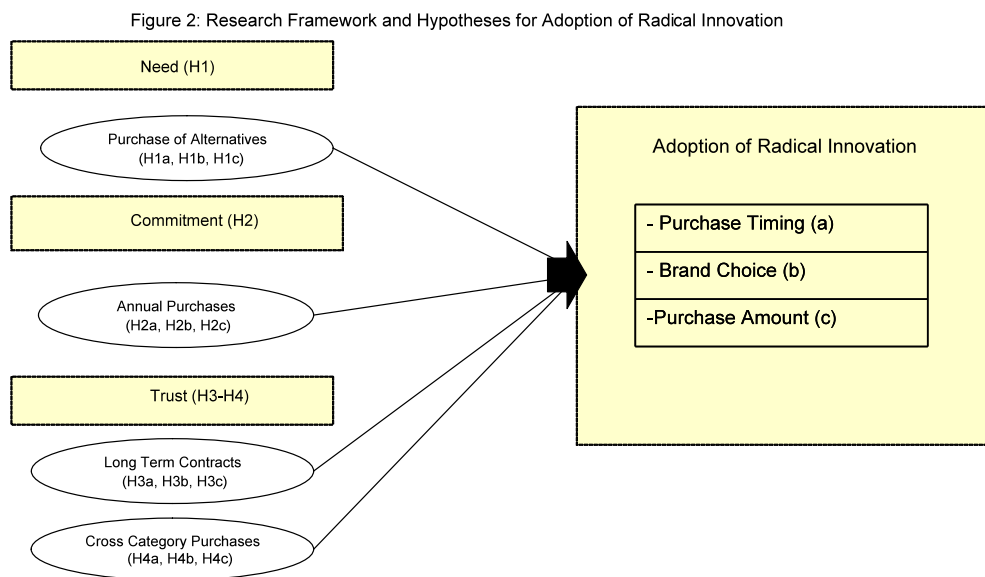 Figure 2: Research Framework and Hypotheses for Adoption of Radical Innovation
Need (H1)
Purchase of Alternatives
(H1a, H1b, H1c)
Commitment (H2)
Annual Purchases
(H2a, H2b, H2c)
Trust (H3-H4)
Long Term Contracts
(H3a, H3b, H3c)
Cross Category Purchases
(H4a, H4b, H4c)
Adoption of Radical Innovation
- Purchase Timing (a)
- Brand Choice (b)
-Purchase Amount (c)